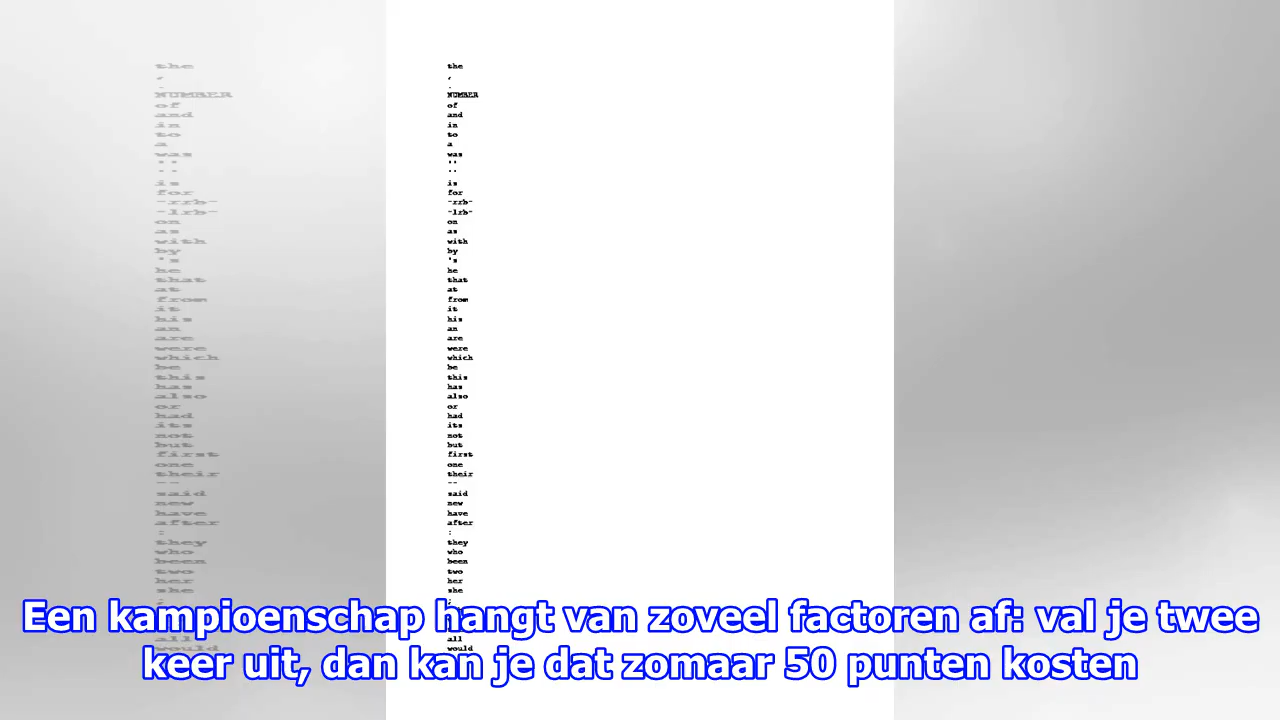 the
,
.
NUMBER
of
and
in
to
a
was
''
``
is
for
-rrb-
-lrb-
on
as
with
by
's
he
that
at
from
it
his
an
are
were
which
be
this
has
also
or
had
its
not
but
first
one
their
--
said
new
have
after
:
they
who
been
two
her
she
;
all
would
Een kampioenschap hangt van zoveel factoren af: val je twee
keer uit, dan kan je dat zomaar 50 punten kosten